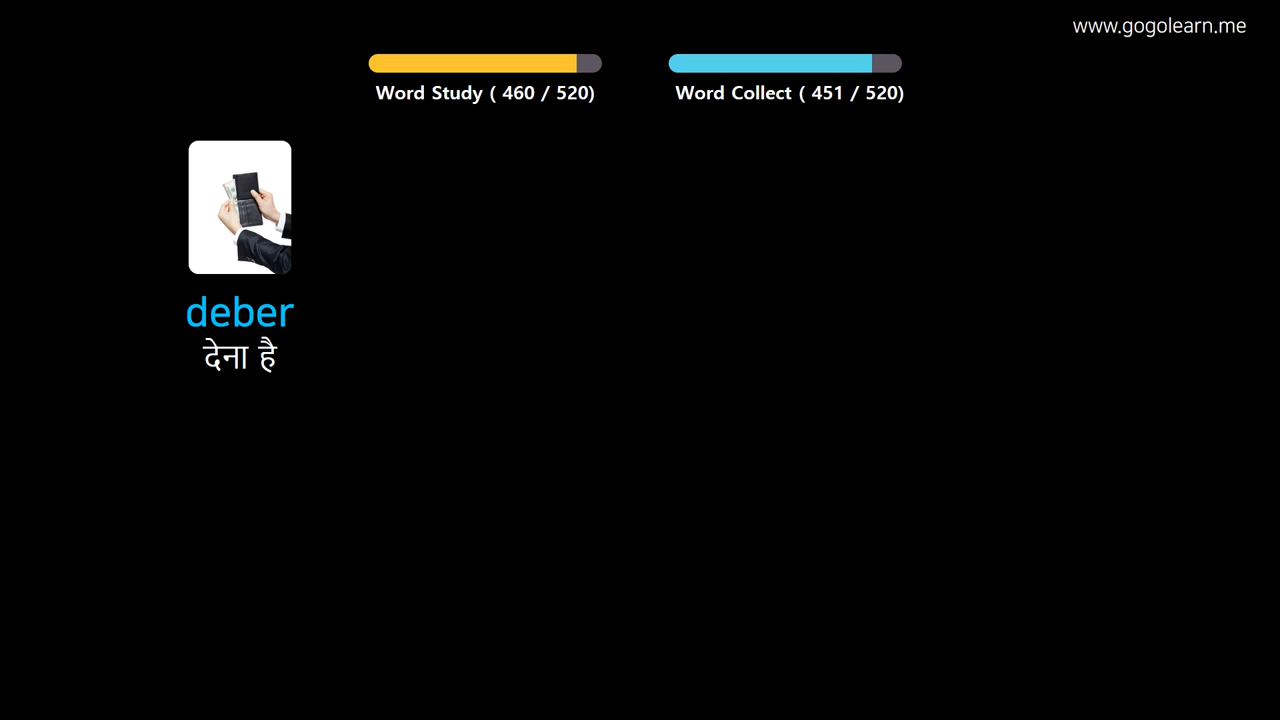 www.gogolearn.me
Word Study ( 460 / 520)
Word Collect ( 451 / 520)
deber
देना है